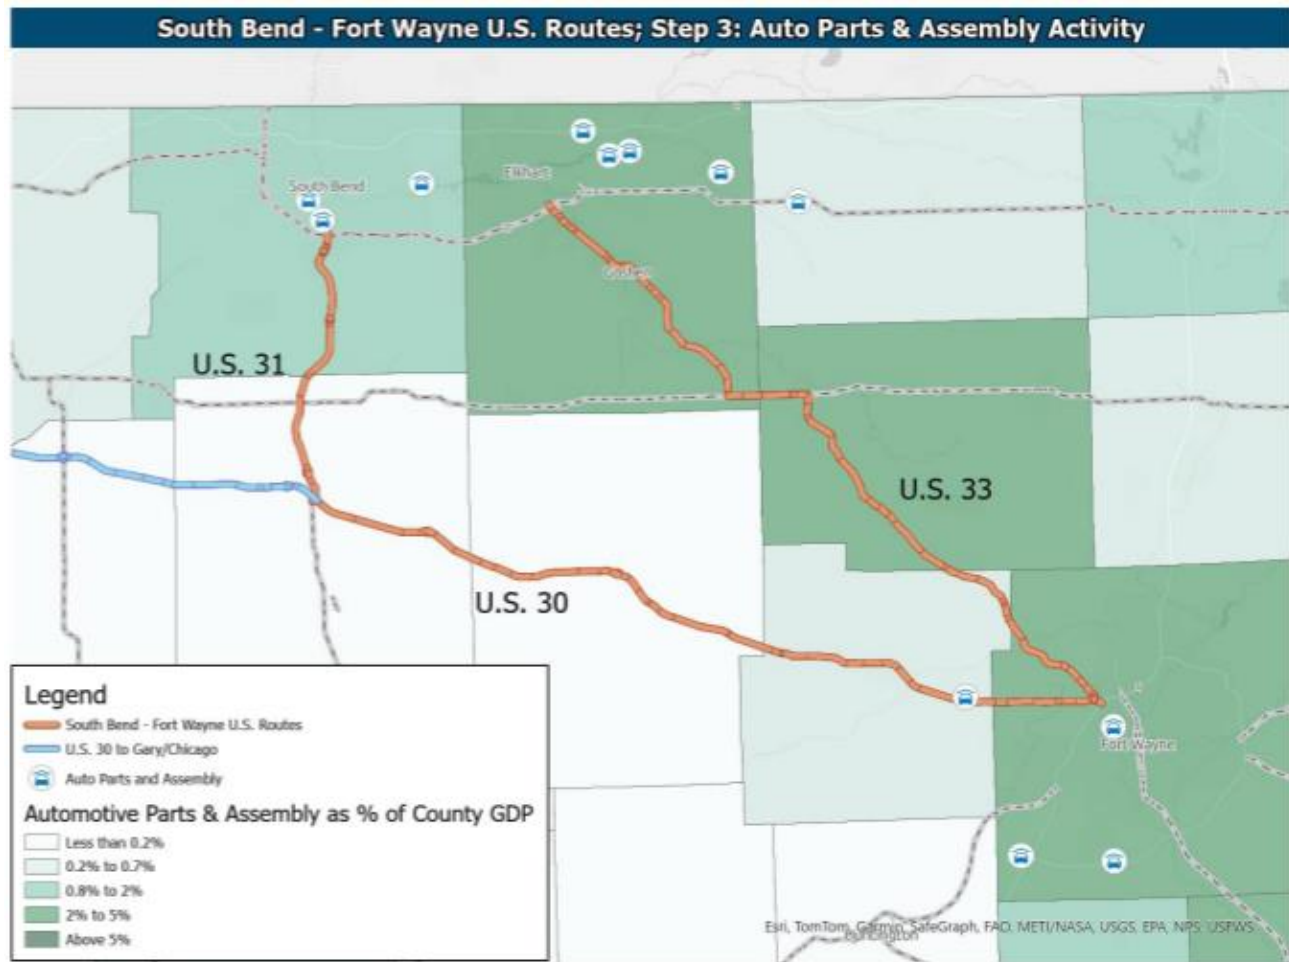 South Bend - Fort Wayne U.S. Routes; Step 3: Auto Parts & Assembly Activity
South Bend
Elkhart
Goshen
U.S. 31
U.S. 33
U.S. 30
Fort Wayne
Legend
South Bend - Fort Wayne U.S. Routes
U.S. 30 to Gary/Chicago
Auto Parts and Assembly
Automotive Parts & Assembly as % of County GDP
Less than 0.2%
0.2% to 0.7%
0.8% to 2%
2% to 5%
Above 5%
Esri, TomTom, Garmin, SafeGraph, FAO, METI/NASA, USGS, EPA, NPS, USFWS
Huntington